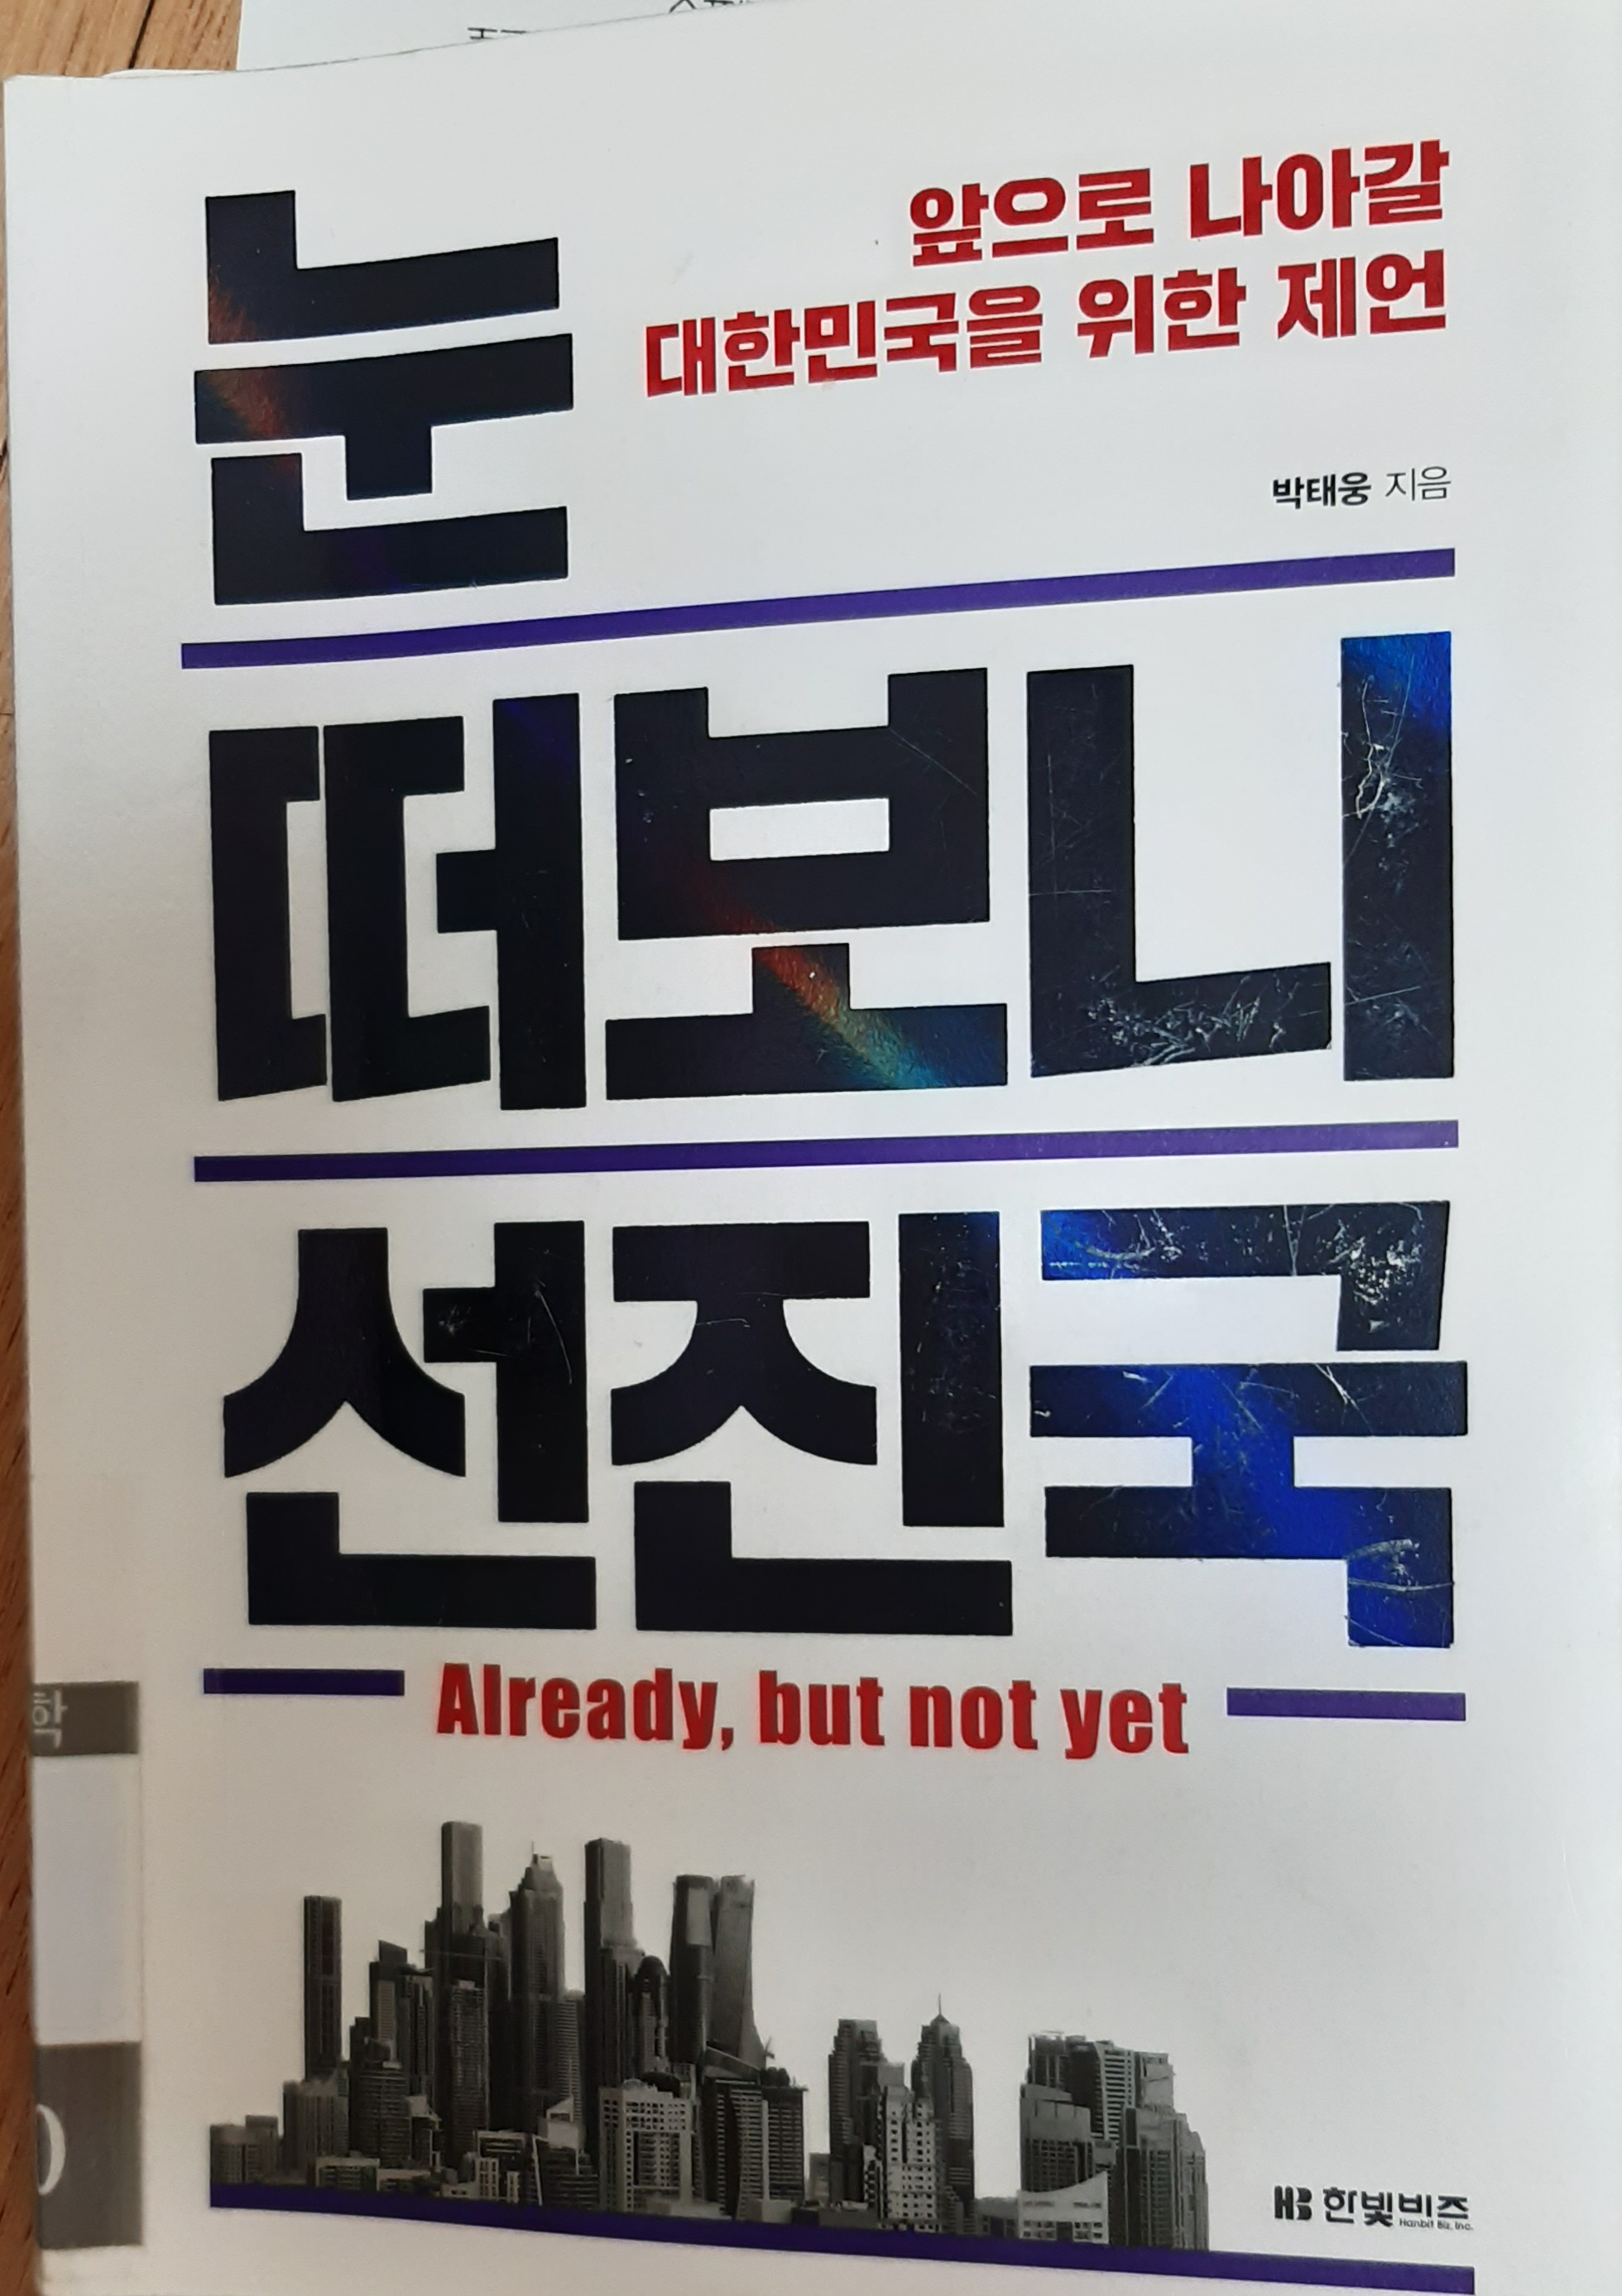 앞으로 나아갈
대한민국을 위한 제언
박태웅 지음
눈
떠보니
선진국
Already, but not yet
학
한빛비즈
Hanbit Biz, Inc.